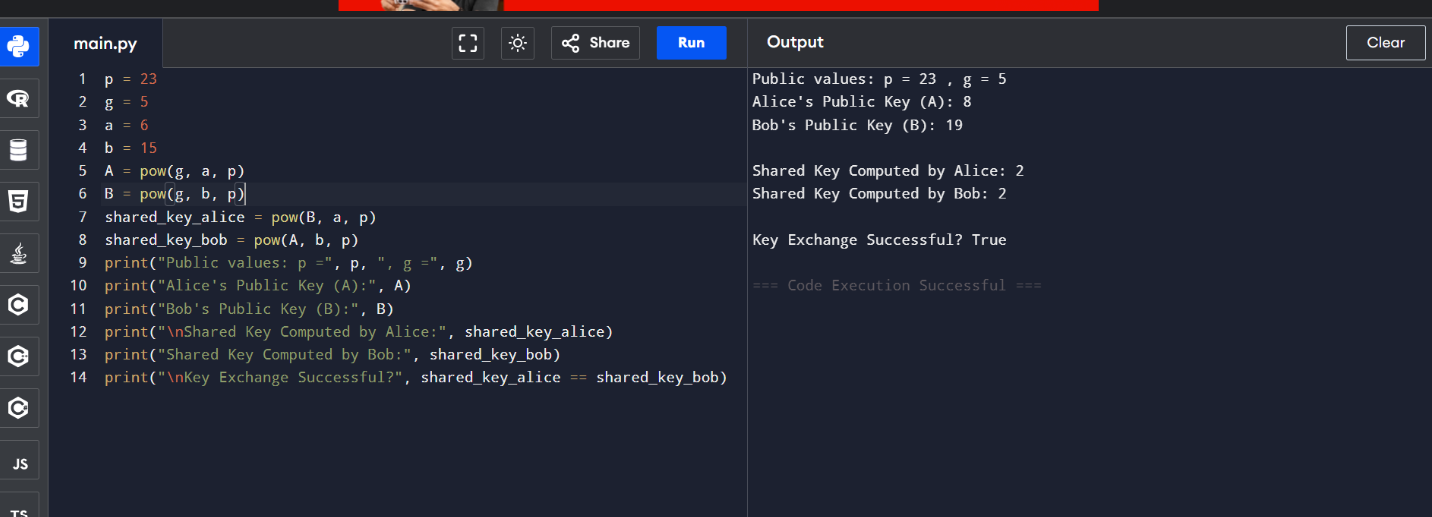 main.py
Share
Run
Output
Clear
1 p = 23
2 g = 5
3 a = 6
4 b = 15
5 A = pow(g, a, p)
6 B = pow(g, b, p)
7 shared_key_alice = pow(B, a, p)
8 shared_key_bob = pow(A, b, p)
9 print("Public values: p =", p, ", g =", g)
10 print("Alice's Public Key (A):", A)
11 print("Bob's Public Key (B):", B)
12 print("\nShared Key Computed by Alice:", shared_key_alice)
13 print("Shared Key Computed by Bob:", shared_key_bob)
14 print("\nKey Exchange Successful?", shared_key_alice == shared_key_bob)
Public values: p = 23 , g = 5
Alice's Public Key (A): 8
Bob's Public Key (B): 19
Shared Key Computed by Alice: 2
Shared Key Computed by Bob: 2
Key Exchange Successful? True
=== Code Execution Successful ===
JS
TS